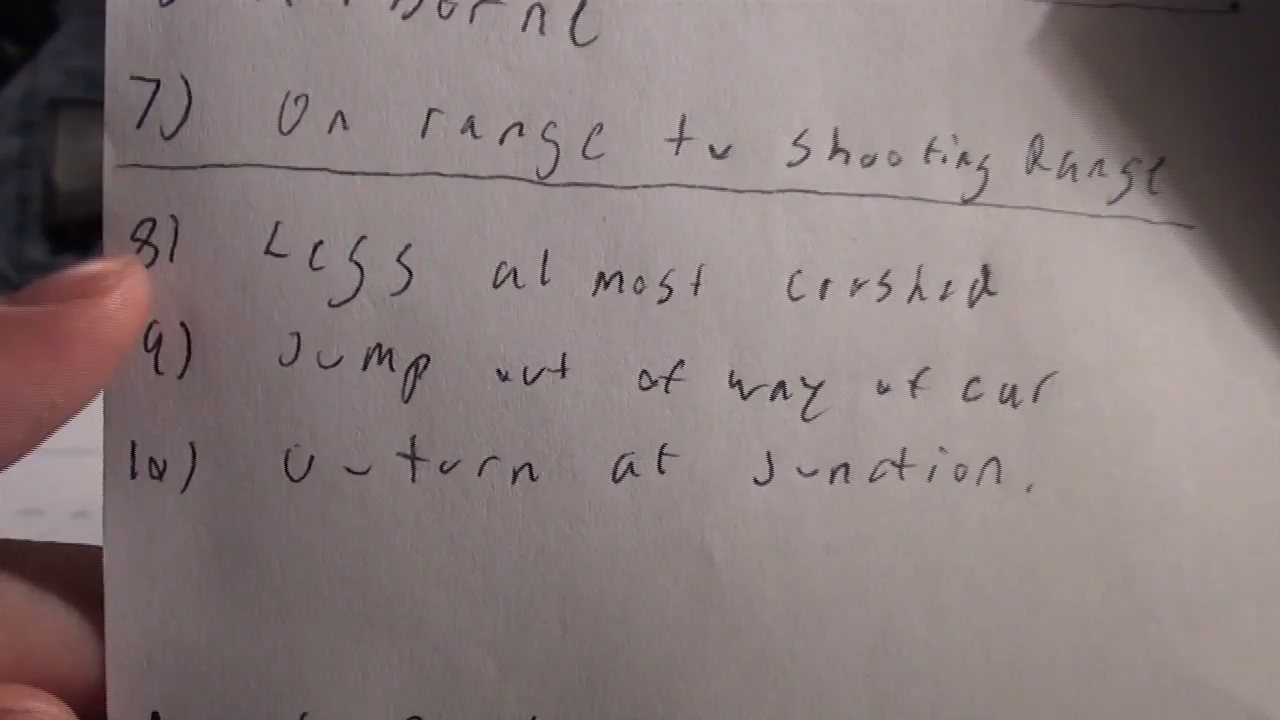 7) On range to shooting Range
8) Legs almost crushed
9) Jump out of way of car
10) U-turn at junction.